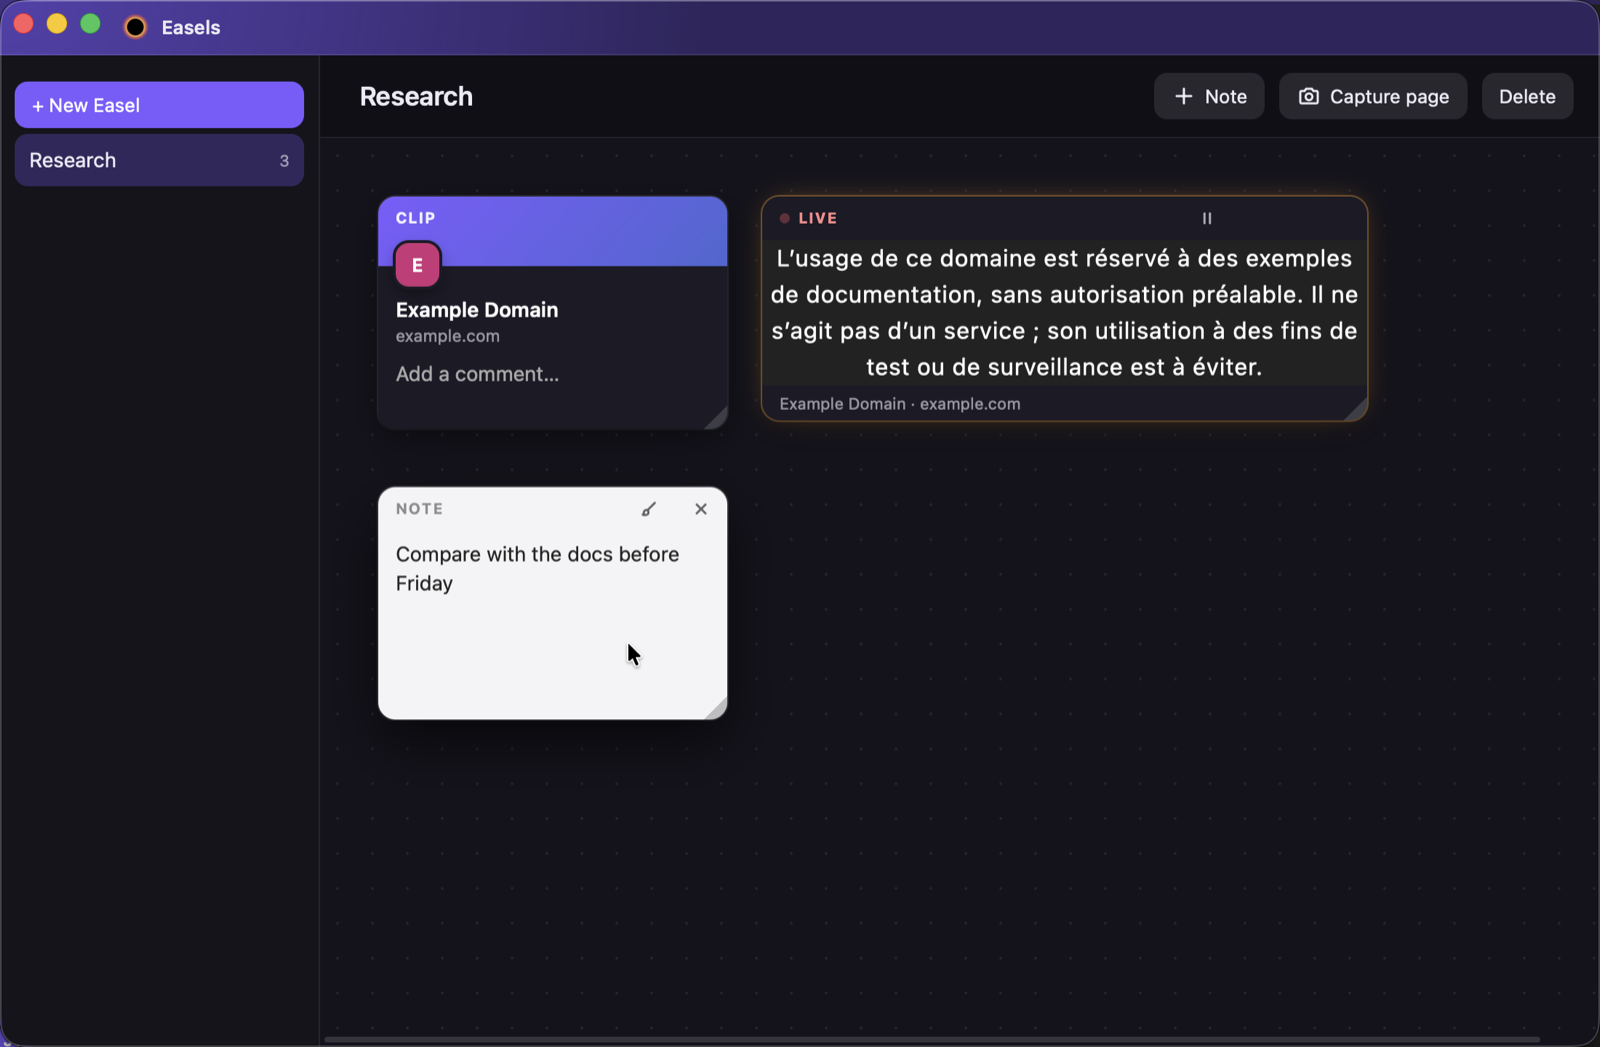 Easels
+ New Easel
Research 3
Research
+ Note
Capture page
Delete
CLIP
E
Example Domain
example.com
Add a comment...
LIVE
L’usage de ce domaine est réservé à des exemples
de documentation, sans autorisation préalable. Il ne
s’agit pas d’un service ; son utilisation à des fins de
test ou de surveillance est à éviter.
Example Domain · example.com
NOTE
Compare with the docs before
Friday